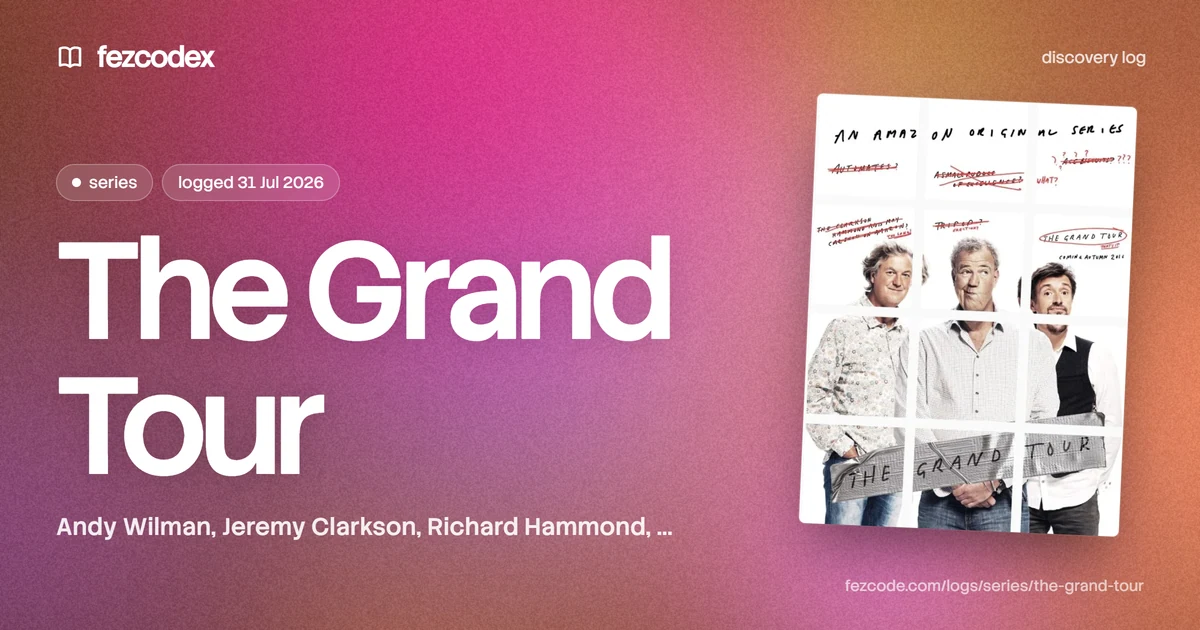 fezcodex
discovery log
series
logged 31 Jul 2026
The Grand
Tour
Andy Wilman, Jeremy Clarkson, Richard Hammond, ...
AN AMAZON ORIGINAL SERIES
? ? ?
? ???
WHAT?
THE GRAND TOUR
COMING AUTUMN 2016
THE GRAND TOUR
fezcode.com/logs/series/the-grand-tour